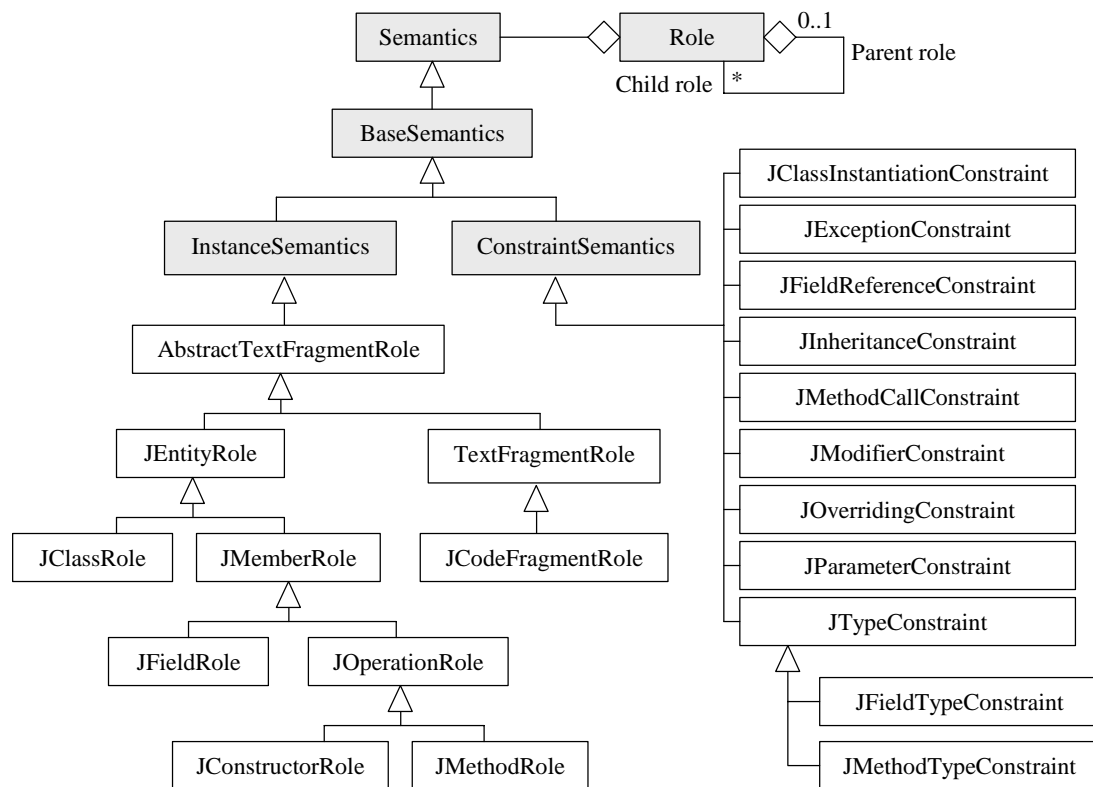 Semantics
Role
0..1
Parent role
Child role
*
BaseSemantics
JClassInstantiationConstraint
JExceptionConstraint
InstanceSemantics
ConstraintSemantics
JFieldReferenceConstraint
AbstractTextFragmentRole
JInheritanceConstraint
JMethodCallConstraint
JEntityRole
TextFragmentRole
JModifierConstraint
JOverridingConstraint
JClassRole
JMemberRole
JCodeFragmentRole
JParameterConstraint
JTypeConstraint
JFieldRole
JOperationRole
JFieldTypeConstraint
JConstructorRole
JMethodRole
JMethodTypeConstraint